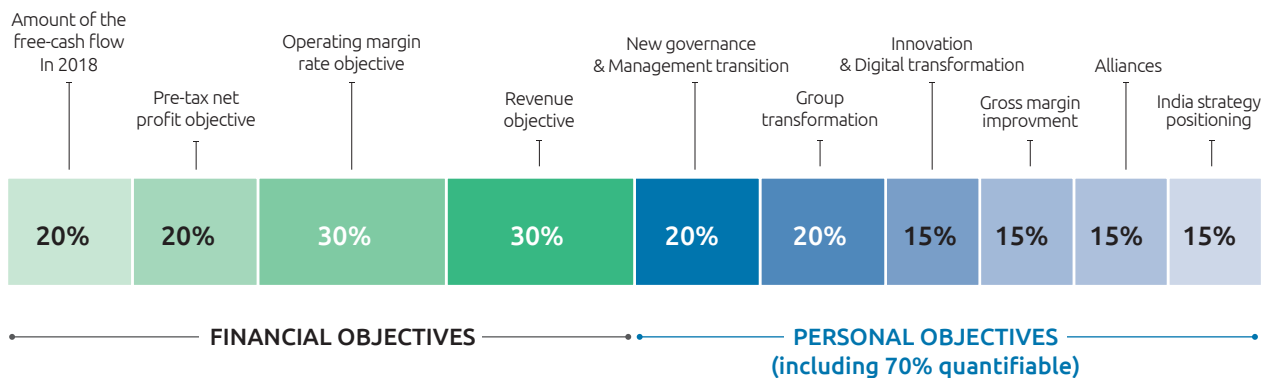 Amount of the
free-cash flow
In 2018
Pre-tax net
profit objective
Operating margin
rate objective
Revenue
objective
New governance
& Management transition
Group
transformation
Innovation
& Digital transformation
Gross margin
improvment
Alliances
India strategy
positioning
20%
20%
30%
30%
20%
20%
15%
15%
15%
15%
FINANCIAL OBJECTIVES
PERSONAL OBJECTIVES
(including 70% quantifiable)